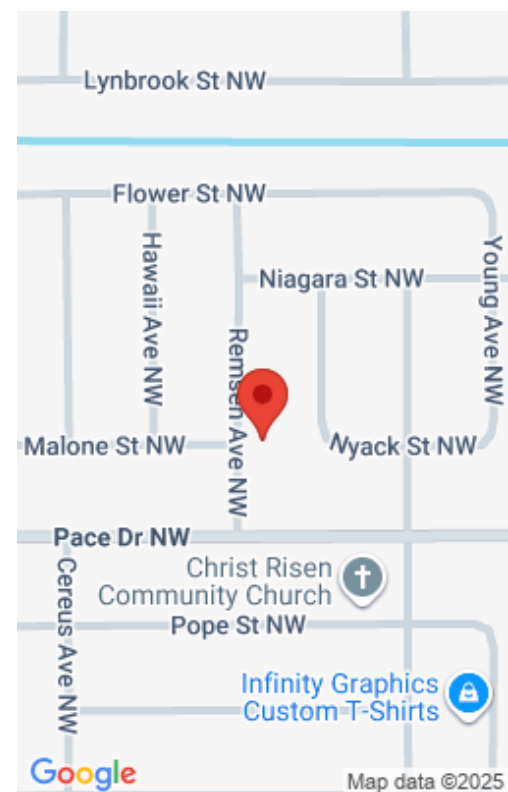 Lynbrook St NW
Flower St NW
Hawaii Ave NW
Niagara St NW
Young Ave NW
Remsen Ave NW
Malone St NW
Nyack St NW
Pace Dr NW
Cereus Ave NW
Christ Risen
Community Church
Pope St NW
Infinity Graphics
Custom T-Shirts
Google
Map data ©2025